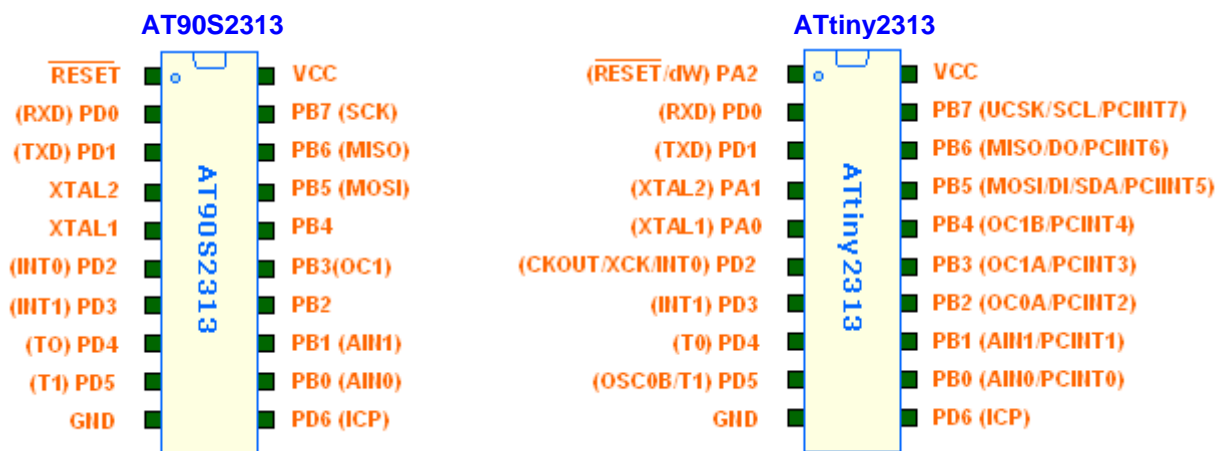 AT90S2313
RESET
(RXD) PD0
(TXD) PD1
XTAL2
XTAL1
(INT0) PD2
(INT1) PD3
(TO) PD4
(T1) PD5
GND
AT90S2313
VCC
PB7 (SCK)
PB6 (MISO)
PB5 (MOSI)
PB4
PB3(OC1)
PB2
PB1 (AIN1)
PB0 (AIN0)
PD6 (ICP)
ATtiny2313
(RESET/dW) PA2
(RXD) PD0
(TXD) PD1
(XTAL2) PA1
(XTAL1) PA0
(CKOUT/XCK/INT0) PD2
(INT1) PD3
(T0) PD4
(OSC0B/T1) PD5
GND
ATtiny2313
VCC
PB7 (UCSK/SCL/PCINT7)
PB6 (MISO/DO/PCINT6)
PB5 (MOSI/DI/SDA/PCIINT5)
PB4 (OC1B/PCINT4)
PB3 (OC1A/PCINT3)
PB2 (OC0A/PCINT2)
PB1 (AIN1/PCINT1)
PB0 (AIN0/PCINT0)
PD6 (ICP)